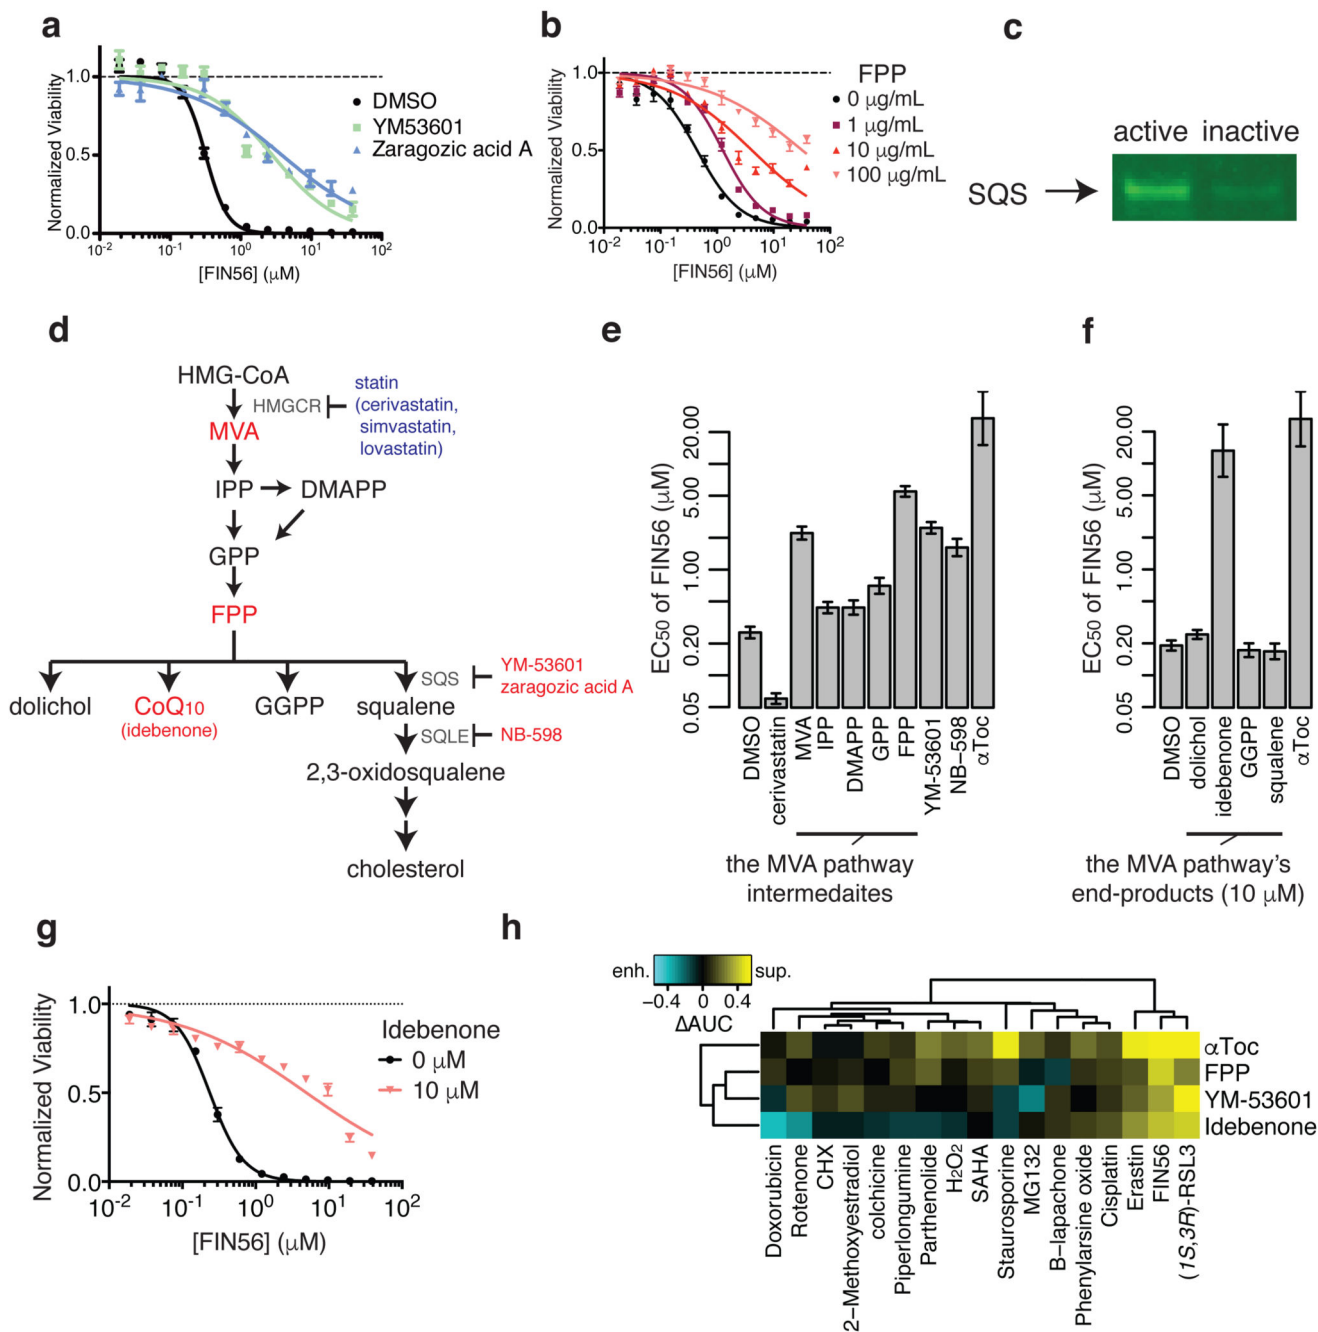 a
Normalized Viability
1.0
0.5
0.0
10-2
10-1
100
101
102
[FIN56] (μM)
DMSO
YM53601
Zaragozic acid A
b
Normalized Viability
1.0
0.5
0.0
10-2
10-1
100
101
102
[FIN56] (μM)
FPP
0 μg/mL
1 μg/mL
10 μg/mL
100 μg/mL
c
active inactive
SQS
d
HMG-CoA
HMGCR
statin
(cerivastatin,
simvastatin,
lovastatin)
MVA
IPP
DMAPP
GPP
FPP
dolichol
CoQ10
(idebenone)
GGPP
squalene
SQS
YM-53601
zaragozic acid A
SQLE
NB-598
2,3-oxidosqualene
cholesterol
e
EC50 of FIN56 (μM)
20.00
5.00
1.00
0.20
0.05
DMSO
cerivastatin
MVA
IPP
DMAPP
GPP
FPP
YM-53601
NB-598
αToc
the MVA pathway
intermedaites
f
EC50 of FIN56 (μM)
20.00
5.00
1.00
0.20
0.05
DMSO
dolichol
idebenone
GGPP
squalene
αToc
the MVA pathway's
end-products (10 μM)
g
Normalized Viability
1.0
0.5
0.0
10-2
10-1
100
101
102
[FIN56] (μM)
Idebenone
0 μM
10 μM
h
enh.
sup.
−0.4 0 0.4
ΔAUC
αToc
FPP
YM-53601
Idebenone
Doxorubicin
Rotenone
CHX
2-Methoxyestradiol
colchicine
Piperlongumine
Parthenolide
H2O2
SAHA
Staurosporine
MG132
B-lapachone
Phenylarsine oxide
Cisplatin
Erastin
FIN56
(1S,3R)-RSL3